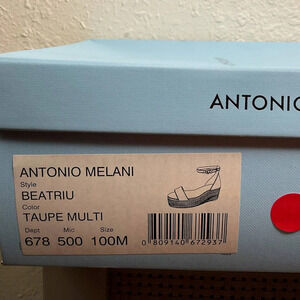 ANTONIO
ANTONIO MELANI
Style
BEATRIU
Color
TAUPE MULTI
Dept Mic Size
678 500 100M
0 809140 672937